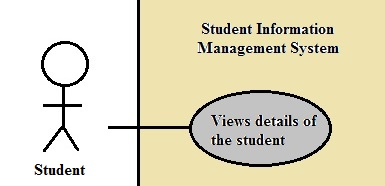 Student Information
Management System
Views details of
the student
Student